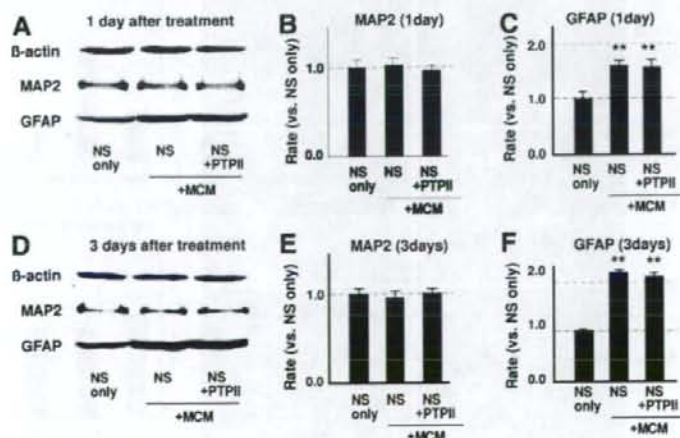 A
1 day after treatment
ß-actin
MAP2
GFAP
NS only
NS
NS +PTPII
+MCM
B
MAP2 (1day)
Rate (vs. NS only)
1.0
0.0
NS only
NS
NS +PTPII
+MCM
C
GFAP (1day)
Rate (vs. NS only)
2.0
1.0
0.0
**
**
NS only
NS
NS +PTPII
+MCM
D
3 days after treatment
ß-actin
MAP2
GFAP
NS only
NS
NS +PTPII
+MCM
E
MAP2 (3days)
Rate (vs. NS only)
1.0
0.0
NS only
NS
NS +PTPII
+MCM
F
GFAP (3days)
Rate (vs. NS only)
2.0
1.0
0.0
**
**
NS only
NS
NS +PTPII
+MCM